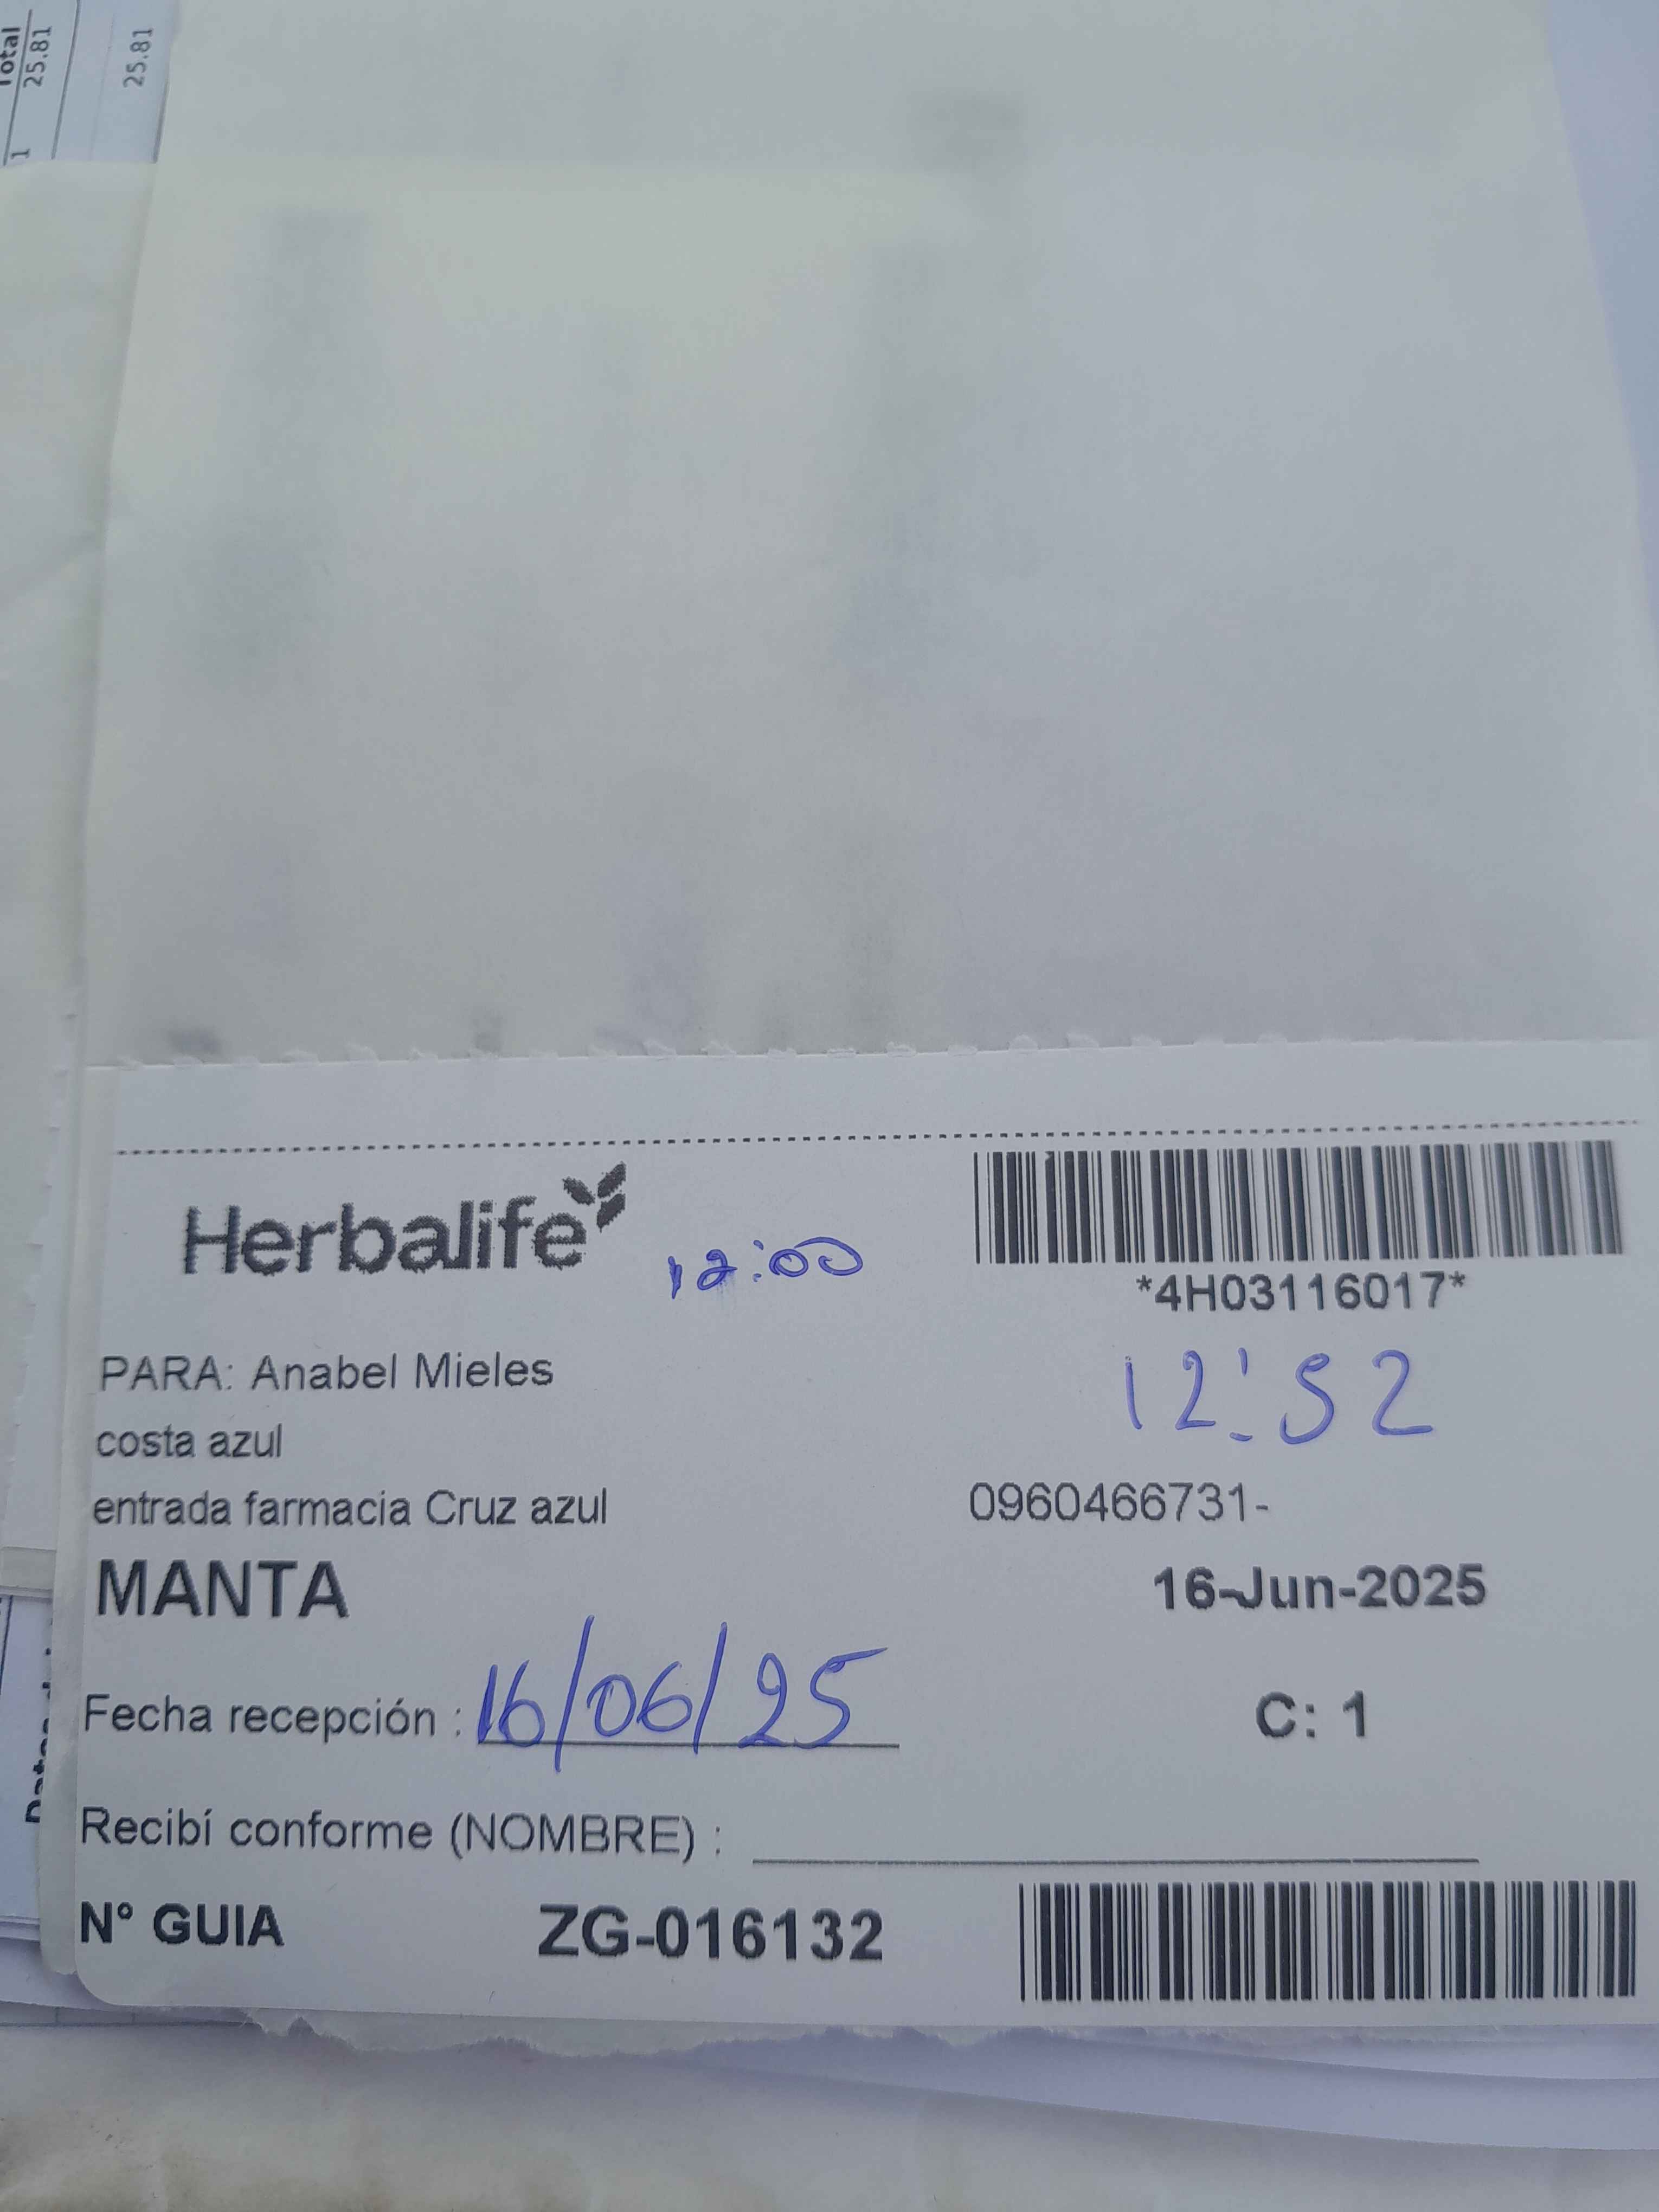 Total
25.81
1
25.81
Herbalife
12:00
*4H03116017*
PARA: Anabel Mieles
12:52
costa azul
entrada farmacia Cruz azul
0960466731-
MANTA
16-Jun-2025
Fecha recepción : 16/06/25
C: 1
Recibí conforme (NOMBRE) :
N° GUIA ZG-016132